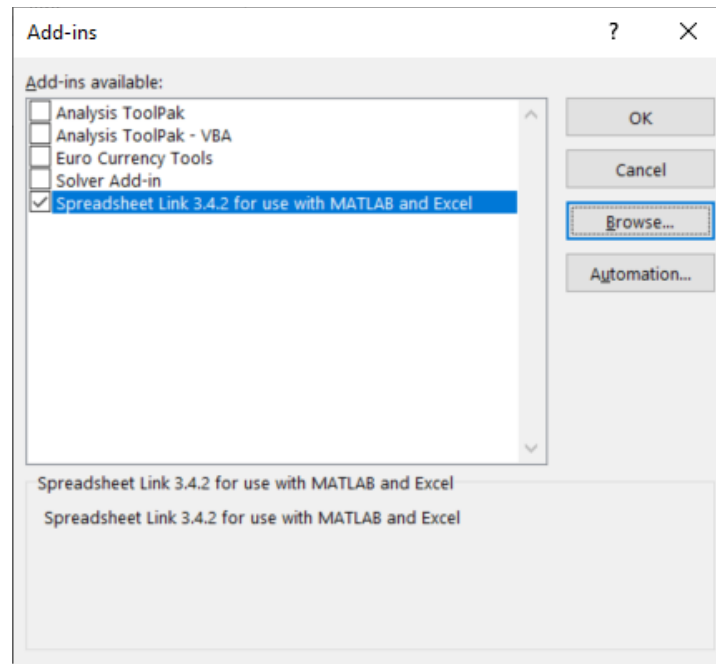 Add-ins
?
Add-ins available:
Analysis ToolPak
Analysis ToolPak - VBA
Euro Currency Tools
Solver Add-in
Spreadsheet Link 3.4.2 for use with MATLAB and Excel
OK
Cancel
Browse...
Automation...
Spreadsheet Link 3.4.2 for use with MATLAB and Excel
Spreadsheet Link 3.4.2 for use with MATLAB and Excel